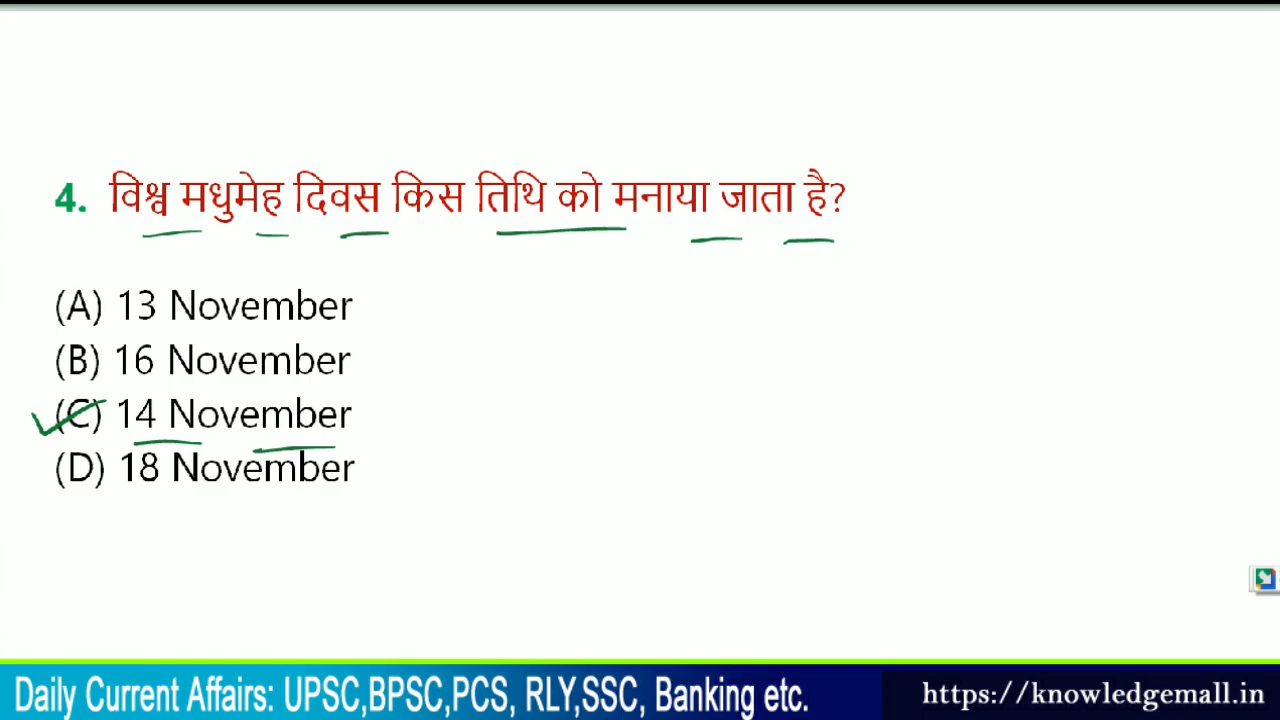 4. विश्व मधुमेह दिवस किस तिथि को मनाया जाता है?
(A) 13 November
(B) 16 November
(C) 14 November
(D) 18 November
Daily Current Affairs: UPSC,BPSC,PCS, RLY,SSC, Banking etc.
https://knowledgemall.in